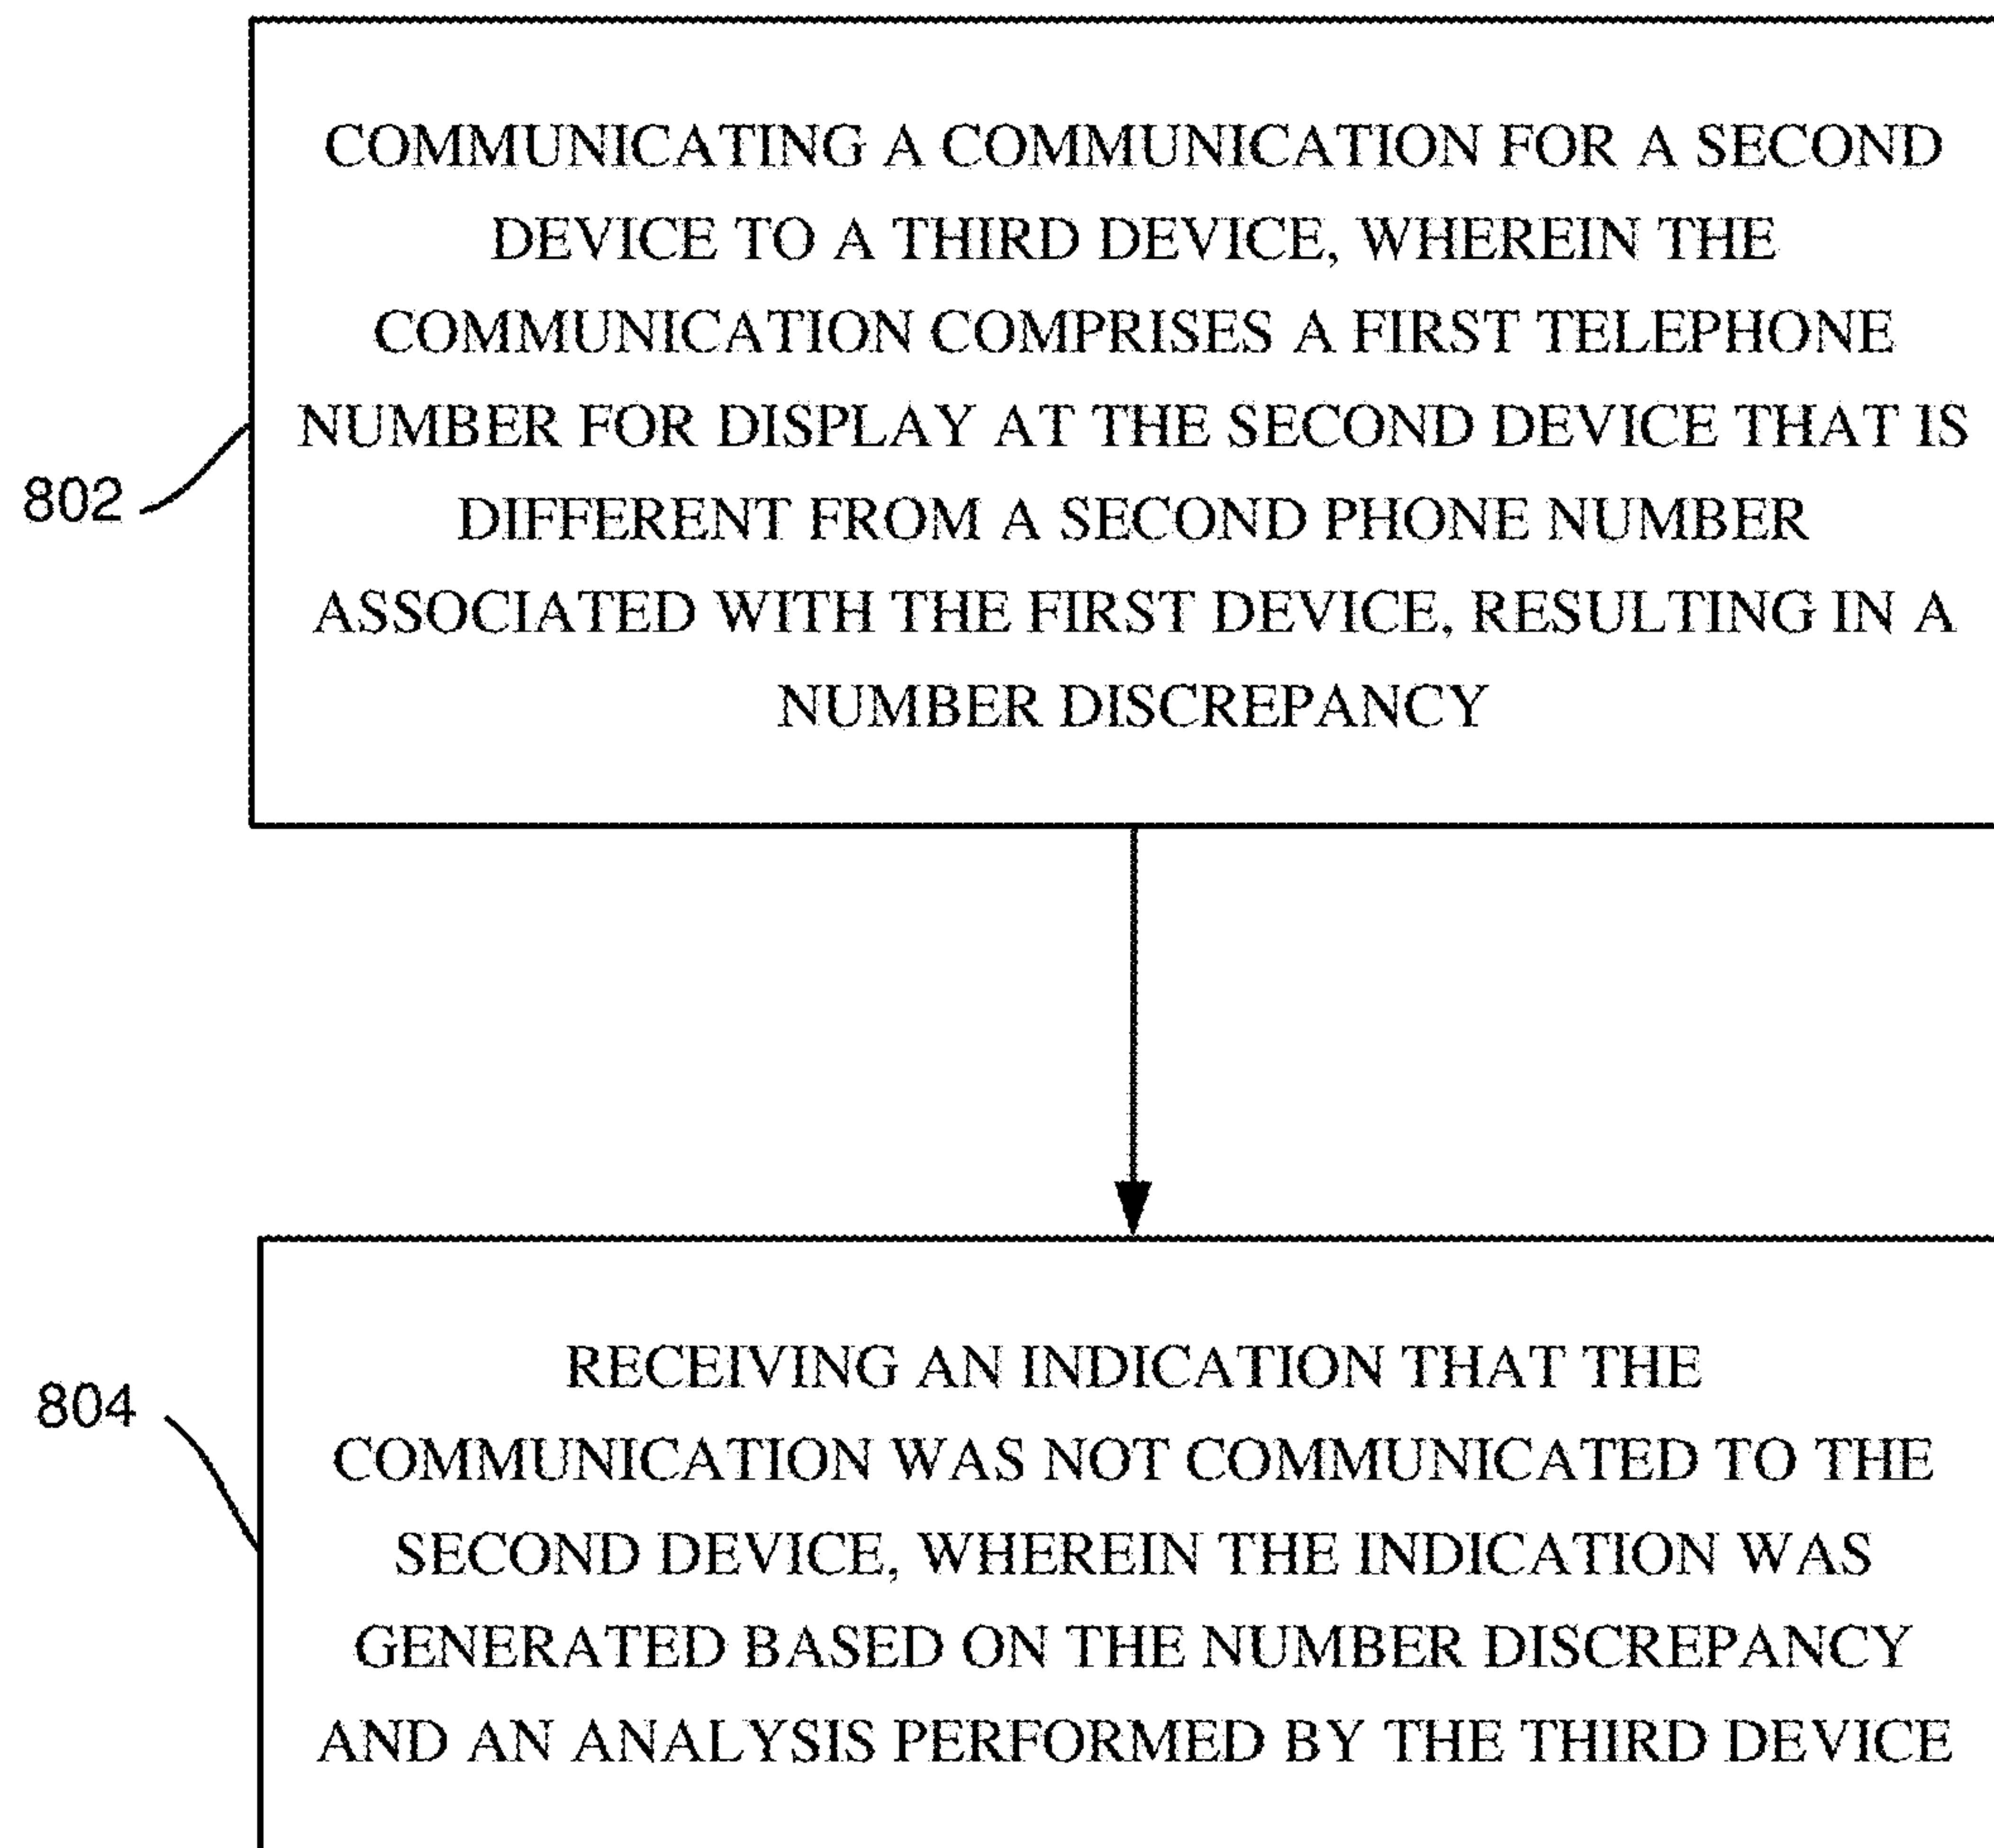 COMMUNICATING A COMMUNICATION FOR A SECOND
DEVICE TO A THIRD DEVICE, WHEREIN THE
COMMUNICATION COMPRISES A FIRST TELEPHONE
NUMBER FOR DISPLAY AT THE SECOND DEVICE THAT IS
802
DIFFERENT FROM A SECOND PHONE NUMBER
ASSOCIATED WITH THE FIRST DEVICE, RESULTING IN A
NUMBER DISCREPANCY
RECEIVING AN INDICATION THAT THE
804
COMMUNICATION WAS NOT COMMUNICATED TO THE
SECOND DEVICE, WHEREIN THE INDICATION WAS
GENERATED BASED ON THE NUMBER DISCREPANCY
AND AN ANALYSIS PERFORMED BY THE THIRD DEVICE